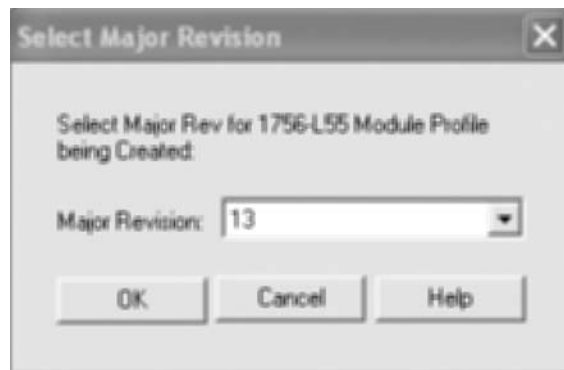 Select Major Revision
Select Major Rev for 1756-L55 Module Profile
being Created:
Major Revision: 13
OK Cancel Help